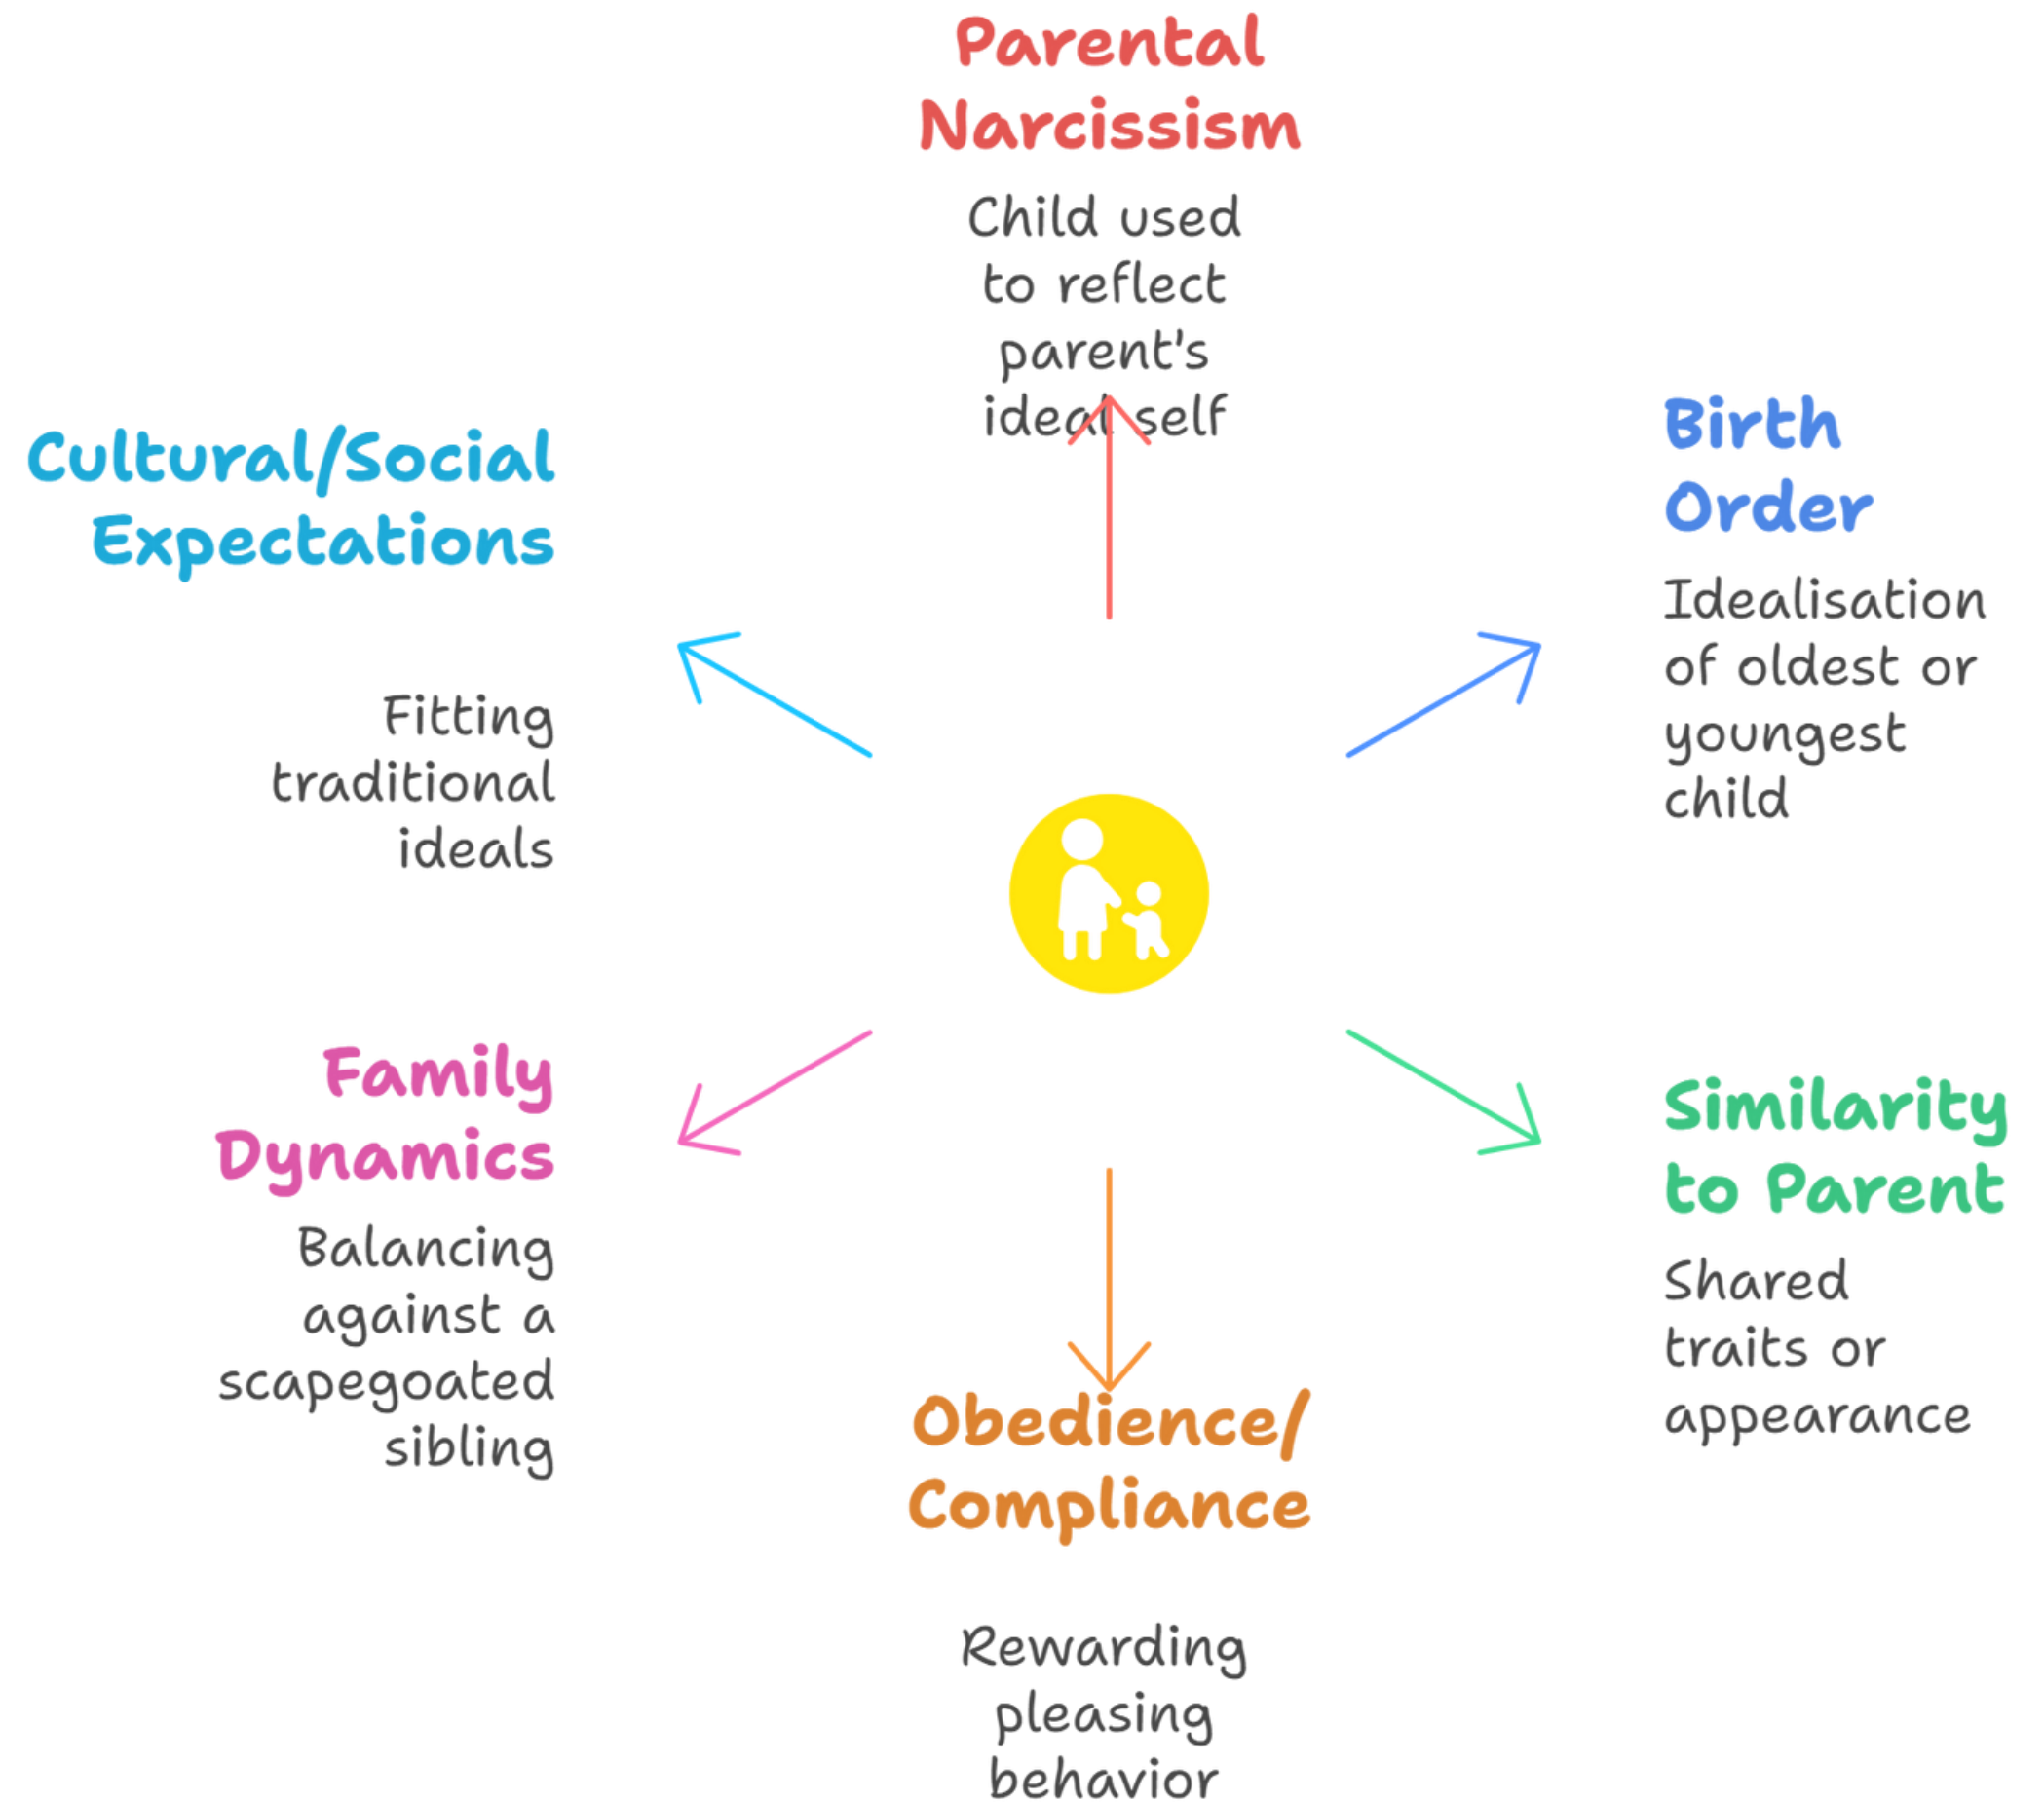 Parental
Narcissism
Child used
to reflect
parent's
ideal self
Birth
Order
Idealisation
of oldest or
youngest
child
Similarity
to Parent
Shared
traits or
appearance
Obedience/
Compliance
Rewarding
pleasing
behavior
Family
Dynamics
Balancing
against a
scapegoated
sibling
Cultural/Social
Expectations
Fitting
traditional
ideals